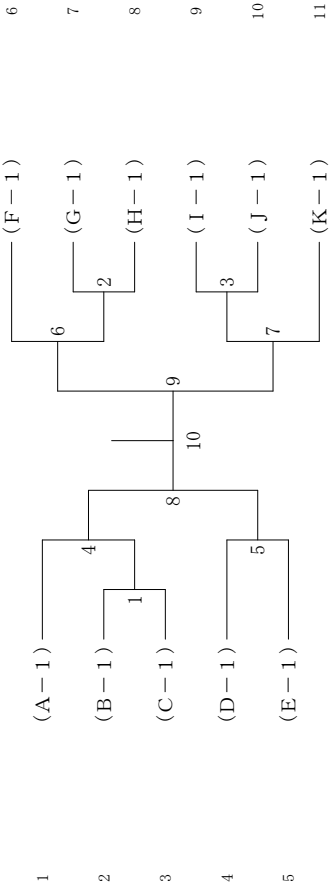 1 (A-1)
2 (B-1)
3 (C-1)
4 (D-1)
5 (E-1)
1
4
5
8
10
9
6
7
2
3
(F-1) 6
(G-1) 7
(H-1) 8
(I-1) 9
(J-1) 10
(K-1) 11